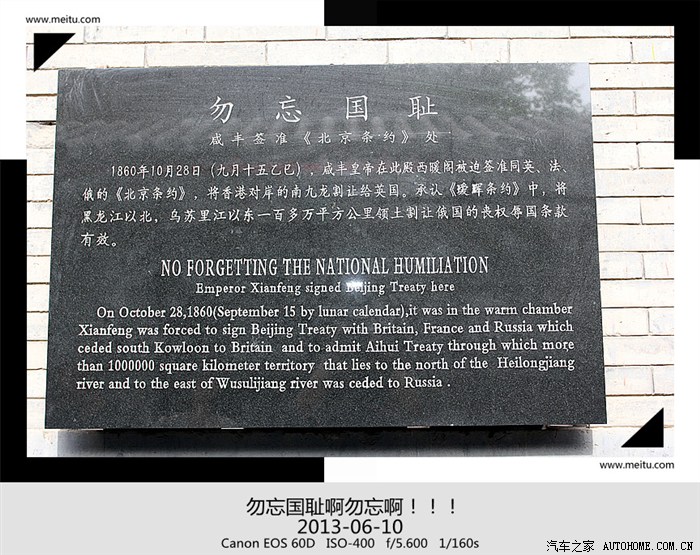 www.meitu.com
勿忘国耻
咸丰签准《北京条约》处
1860年10月28日（九月十五乙巳），咸丰皇帝在此殿西暖阁被迫签准同英、法、
俄的《北京条约》，将香港对岸的南九龙割让给英国。承认《瑷珲条约》中，将
黑龙江以北，乌苏里江以东一百多万平方公里领土割让俄国的丧权辱国条款
有效。
NO FORGETTING THE NATIONAL HUMILIATION
Emperor Xianfeng signed Beijing Treaty here
On October 28,1860(September 15 by lunar calendar),it was in the warm chamber
Xianfeng was forced to sign Beijing Treaty with Britain, France and Russia which
ceded south Kowloon to Britain and to admit Aihui Treaty through which more
than 1000000 square kilometer territory that lies to the north of the Heilongjiang
river and to the east of Wusulijiang river was ceded to Russia .
www.meitu.com
勿忘国耻啊勿忘啊！！！
2013-06-10
Canon EOS 60D ISO-400 f/5.600 1/160s
汽车之家 AUTOHOME.COM.CN